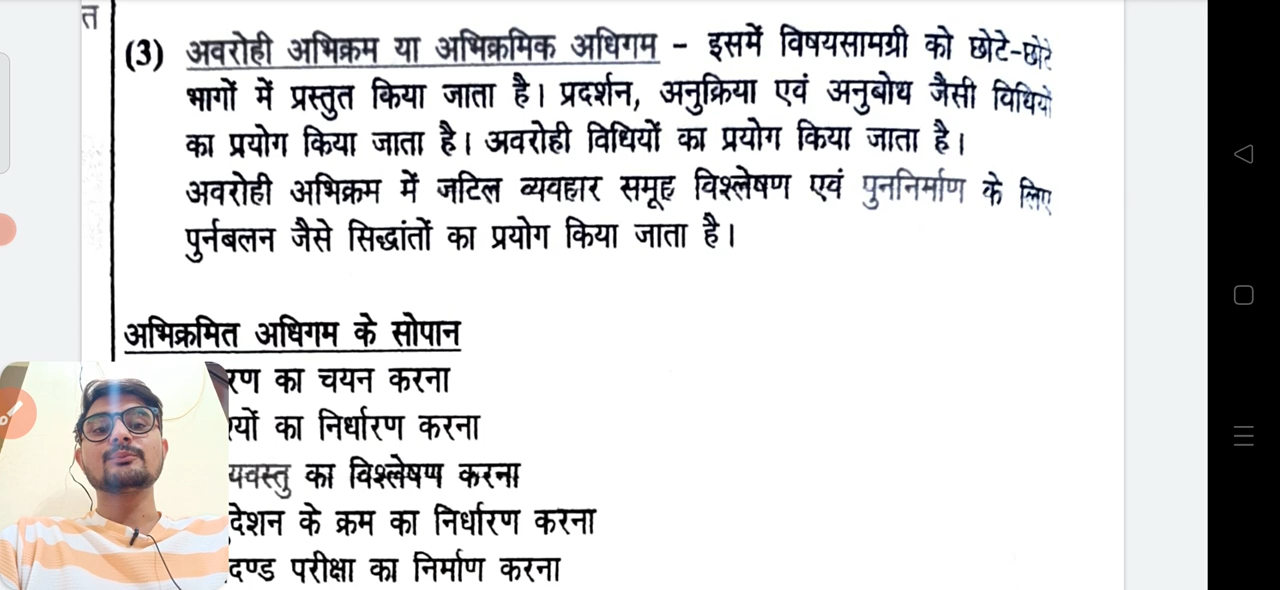 त
(3) अवरोही अभिक्रम या अभिक्रमिक अधिगम – इसमें विषयसामग्री को छोटे-छोटे
भागों में प्रस्तुत किया जाता है। प्रदर्शन, अनुक्रिया एवं अनुबोध जैसी विधियों
का प्रयोग किया जाता है। अवरोही विधियों का प्रयोग किया जाता है।
अवरोही अभिक्रम में जटिल व्यवहार समूह विश्लेषण एवं पुननिर्माण के लिए
पुर्नबलन जैसे सिद्धांतों का प्रयोग किया जाता है।
अभिक्रमित अधिगम के सोपान
का चयन करना
का निर्धारण करना
का विश्लेषण करना
के क्रम का निर्धारण करना
परीक्षा का निर्माण करना